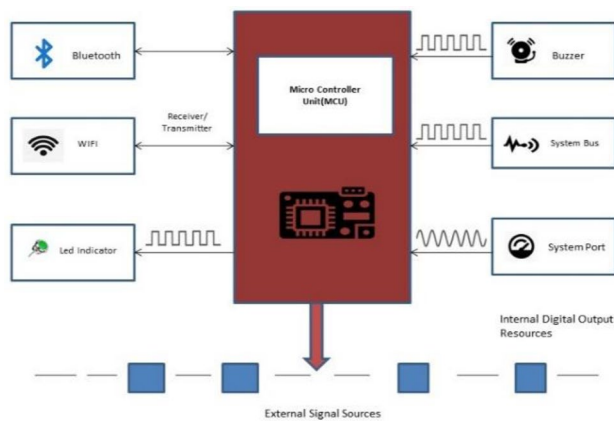 Bluetooth
Micro Controller
Unit(MCU)
Buzzer
Receiver/
Transmitter
WIFI
System Bus
Led Indicator
System Port
Internal Digital Output
Resources
External Signal Sources